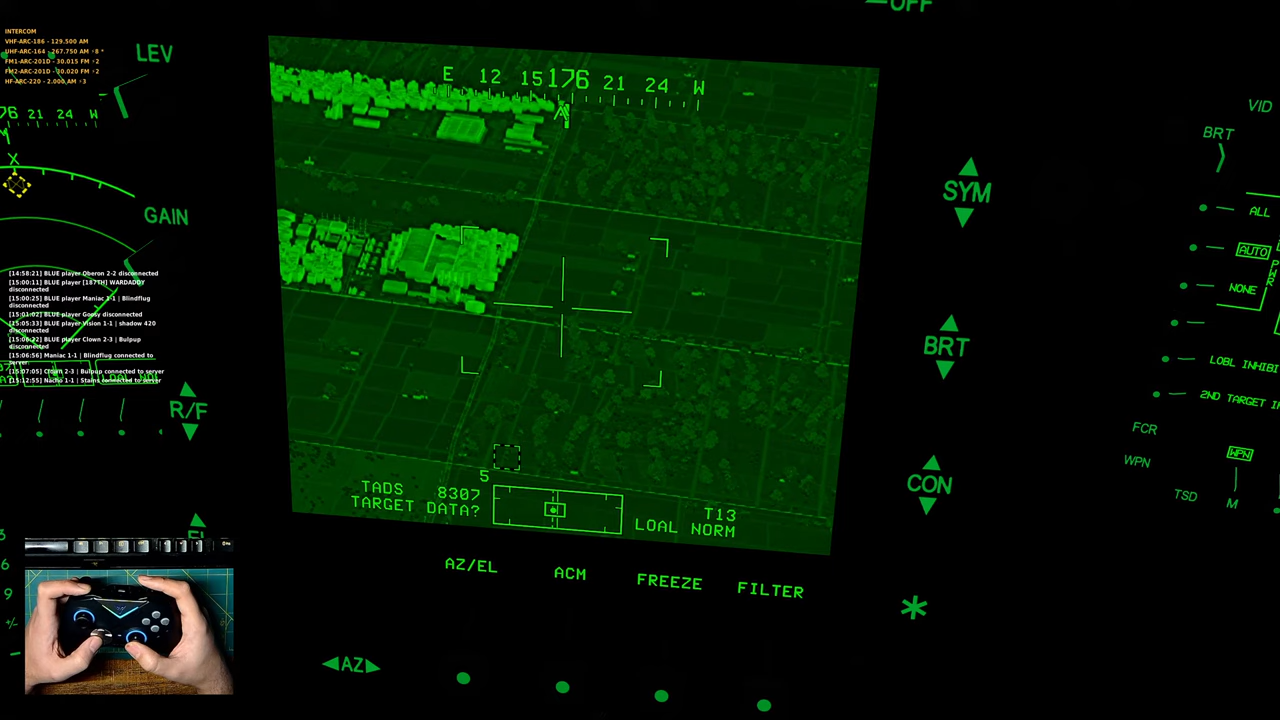 INTERCOM
VHF-ARC-186 - 129.500 AM
UHF-ARC-164 - 267.750 AM
FM1-ARC-201D - 30.015 FM
FM2-ARC-201D - 30.020 FM
HF-ARC-220 - 2.000 AM
LEV
OFF
E 12 15 176 21 24 W
76 21 24 W
X
GAIN
[14:58:21] BLUE player Oberon 2-2 disconnected
[15:00:11] BLUE player [187TH] WARDADDY
disconnected
[15:00:25] BLUE player Maniac 1-1 | Blindflug
disconnected
[15:01:02] BLUE player Goosy disconnected
[15:05:33] BLUE player Vision 1-1 | shadow 420
disconnected
[15:06:22] BLUE player Clown 2-3 | Bulpup
disconnected
[15:06:56] Maniac 1-1 | Blindflug connected to
server
[15:07:05] Clown 2-3 | Bulpup connected to server
[15:12:55] Nacho 1-1 | Stains connected to server
R/F
5
TADS 8307
TARGET DATA?
T13
LOAL NORM
AZ/EL
ACM
FREEZE
FILTER
AZ
SYM
BRT
CON
*
VID
BRT
ALL
AUTO
NONE
LOBL INHIBI
2ND TARGET I
FCR
WPN
WPN
TSD
M
6
9
+/-